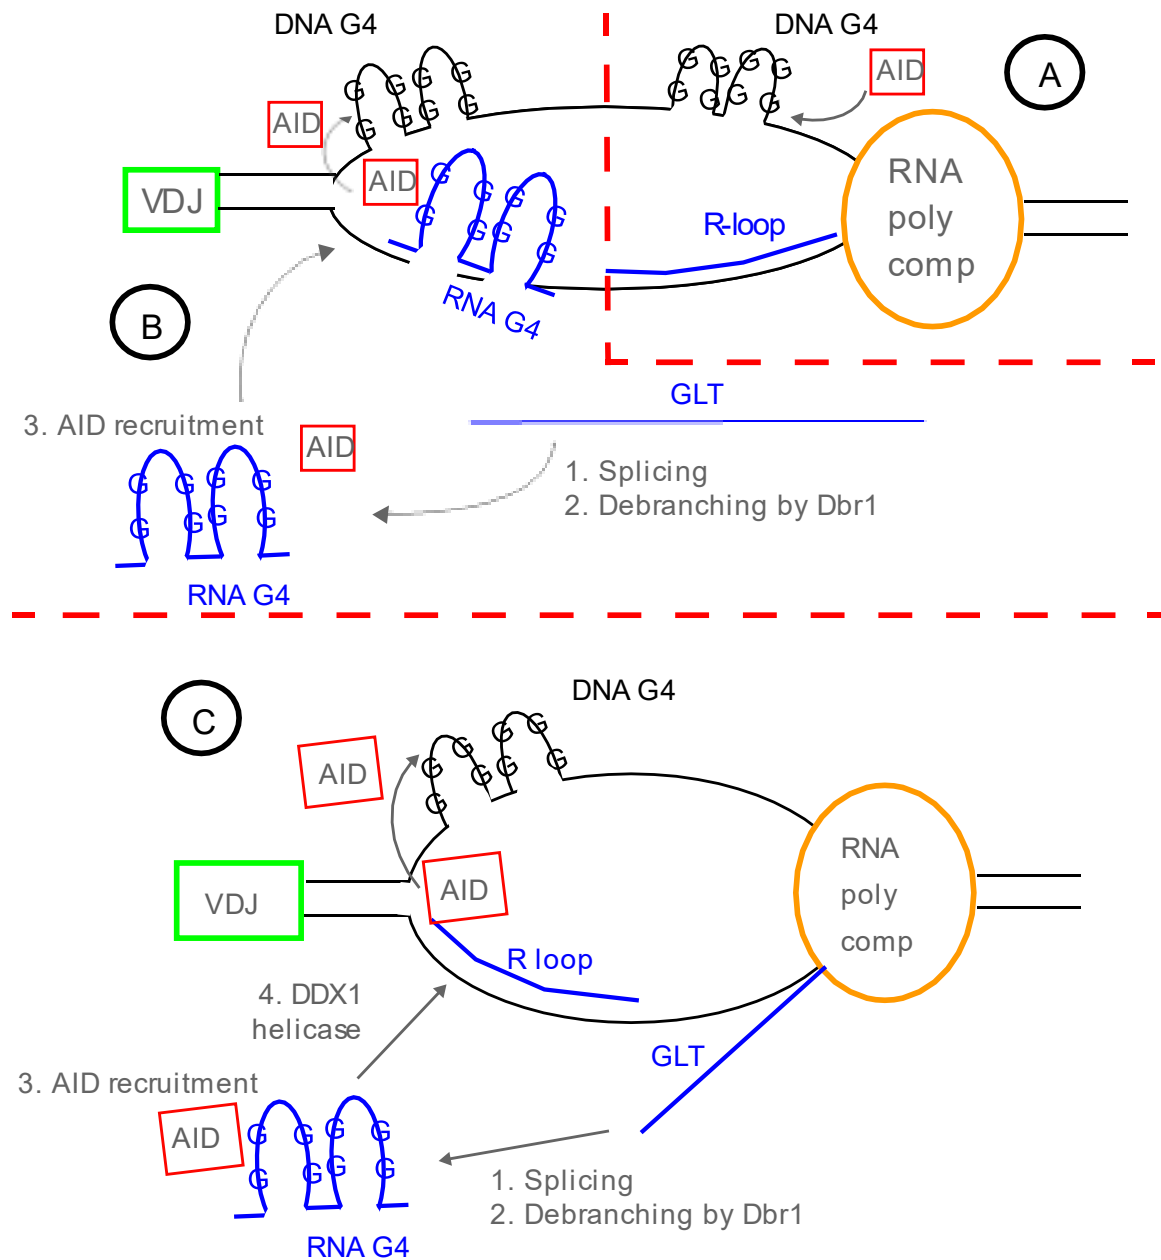 DNA G4
DNA G4
A
G G G G G G G G
AID
G G G G G G G G
AID
AID
VDJ
G G G G G G G G
RNA
poly
comp
R-loop
RNA G4
B
GLT
3. AID recruitment
AID
1. Splicing
2. Debranching by Dbr1
G G G G G G G G
RNA G4
C
DNA G4
AID
G G G G G G G G
RNA
poly
comp
VDJ
AID
R loop
4. DDX1
helicase
GLT
3. AID recruitment
AID
G G G G G G G G
1. Splicing
2. Debranching by Dbr1
RNA G4